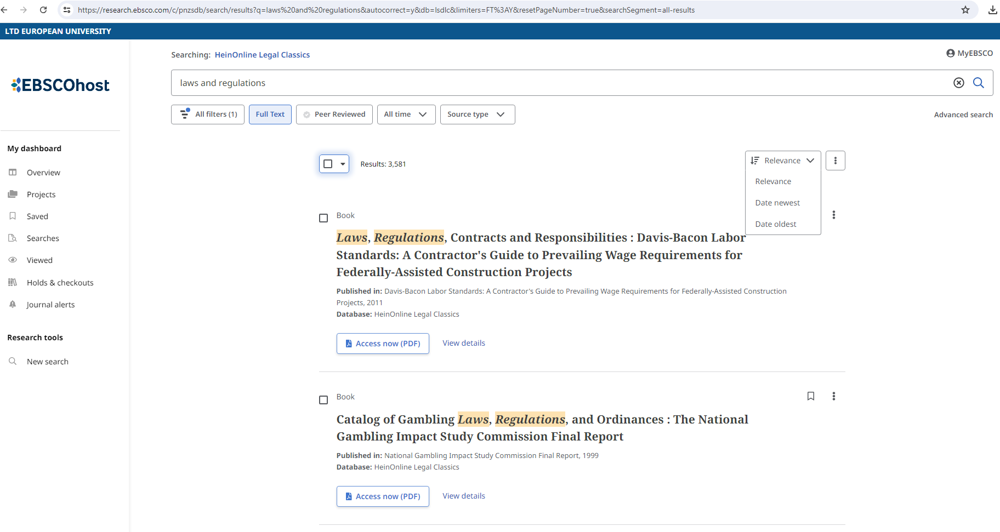 https://research.ebsco.com/c/pnzsdb/search/results?q=laws%20and%20regulations&autocorrect=y&db=lsdlc&limiters=FT%3AY&resetPageNumber=true&searchSegment=all-results
LTD EUROPEAN UNIVERSITY
EBSCOhost
My dashboard
Overview
Projects
Saved
Searches
Viewed
Holds & checkouts
Journal alerts
Research tools
New search
Searching: HeinOnline Legal Classics
MyEBSCO
laws and regulations
All filters (1)
Full Text
Peer Reviewed
All time
Source type
Advanced search
Results: 3,581
Relevance
Relevance
Date newest
Date oldest
Book
Laws, Regulations, Contracts and Responsibilities : Davis-Bacon Labor
Standards: A Contractor's Guide to Prevailing Wage Requirements for
Federally-Assisted Construction Projects
Published in: Davis-Bacon Labor Standards: A Contractor's Guide to Prevailing Wage Requirements for Federally-Assisted Construction
Projects, 2011
Database: HeinOnline Legal Classics
Access now (PDF)
View details
Book
Catalog of Gambling Laws, Regulations, and Ordinances : The National
Gambling Impact Study Commission Final Report
Published in: National Gambling Impact Study Commission Final Report, 1999
Database: HeinOnline Legal Classics
Access now (PDF)
View details